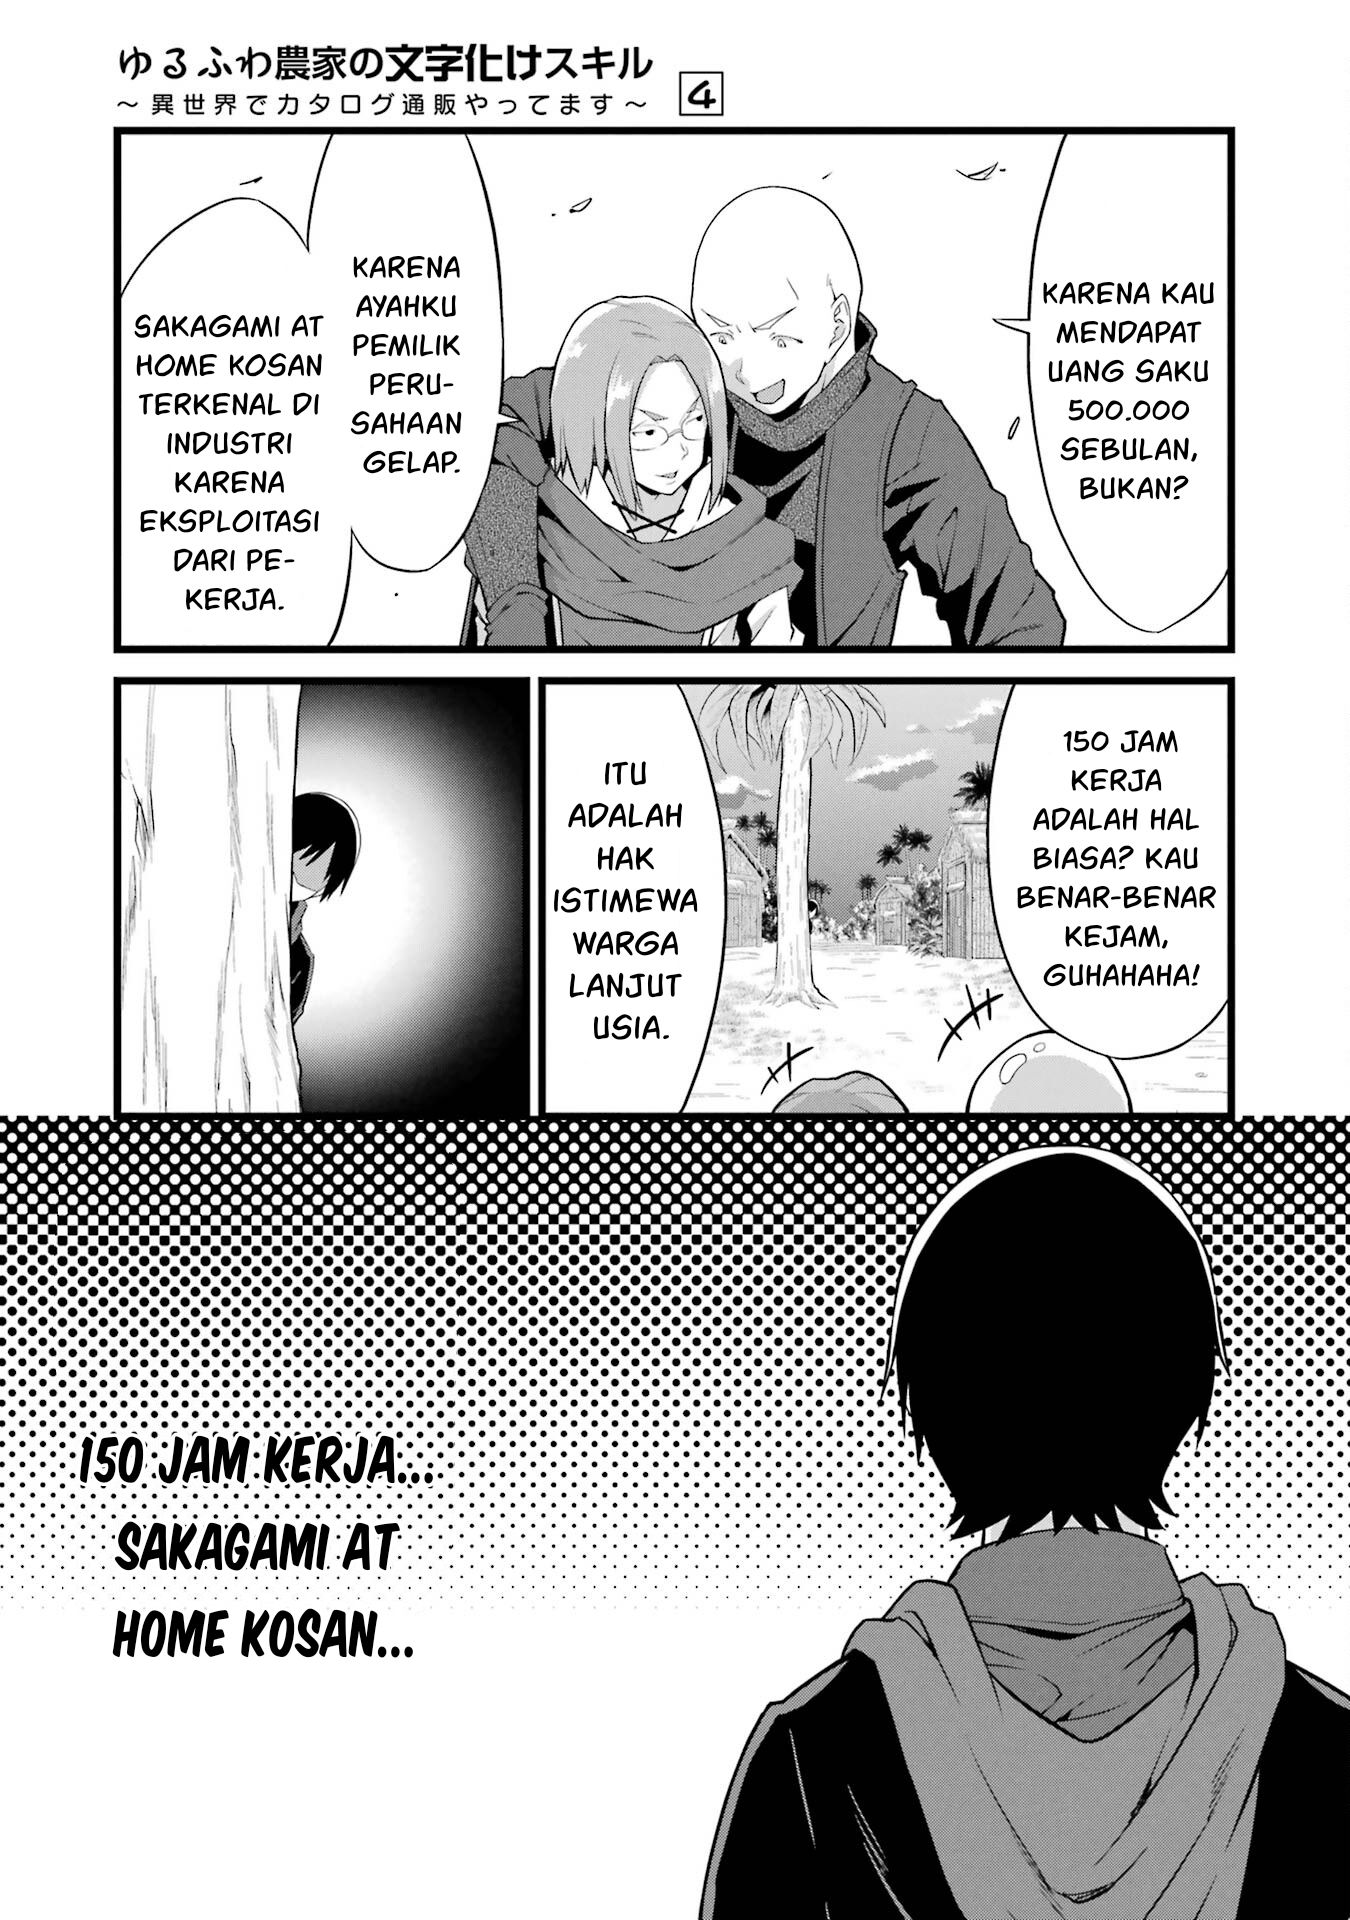 ゆるふわ農家の文字化けスキル
～異世界でカタログ通販やってます～ 4
KARENA KAU
MENDAPAT
UANG SAKU
500.000
SEBULAN,
BUKAN?
KARENA
AYAHKU
PEMILIK
PERU-
SAHAAN
GELAP.
SAKAGAMI AT
HOME KOSAN
TERKENAL DI
INDUSTRI
KARENA
EKSPLOITASI
DARI PE-
KERJA.
150 JAM
KERJA
ADALAH HAL
BIASA? KAU
BENAR-BENAR
KEJAM,
GUHAHAHA!
ITU
ADALAH
HAK
ISTIMEWA
WARGA
LANJUT
USIA.
150 JAM KERJA...
SAKAGAMI AT
HOME KOSAN...